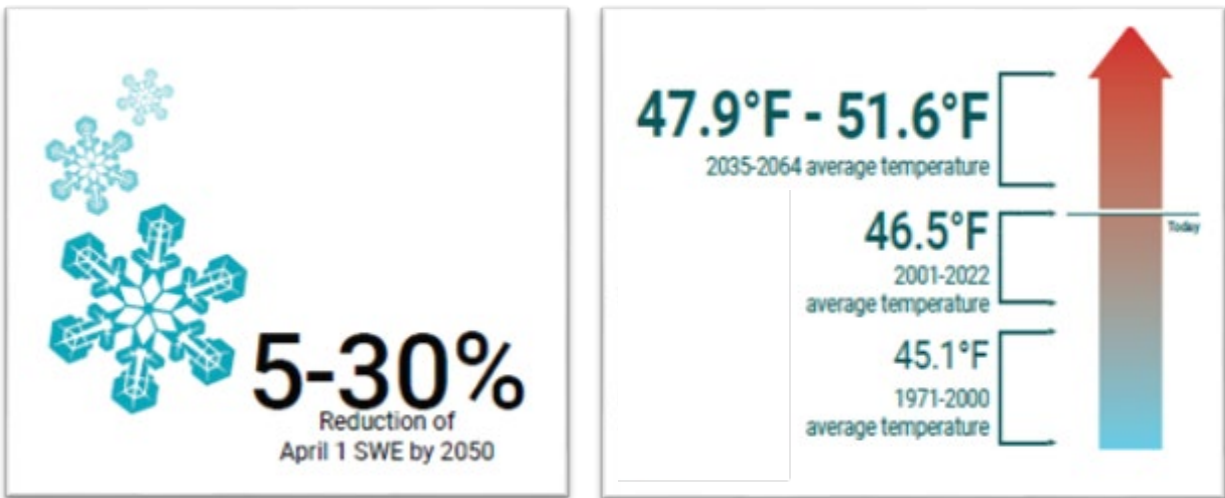 5-30%
Reduction of
April 1 SWE by 2050
47.9°F - 51.6°F
2035-2064 average temperature
46.5°F
2001-2022
average temperature
Today
45.1°F
1971-2000
average temperature